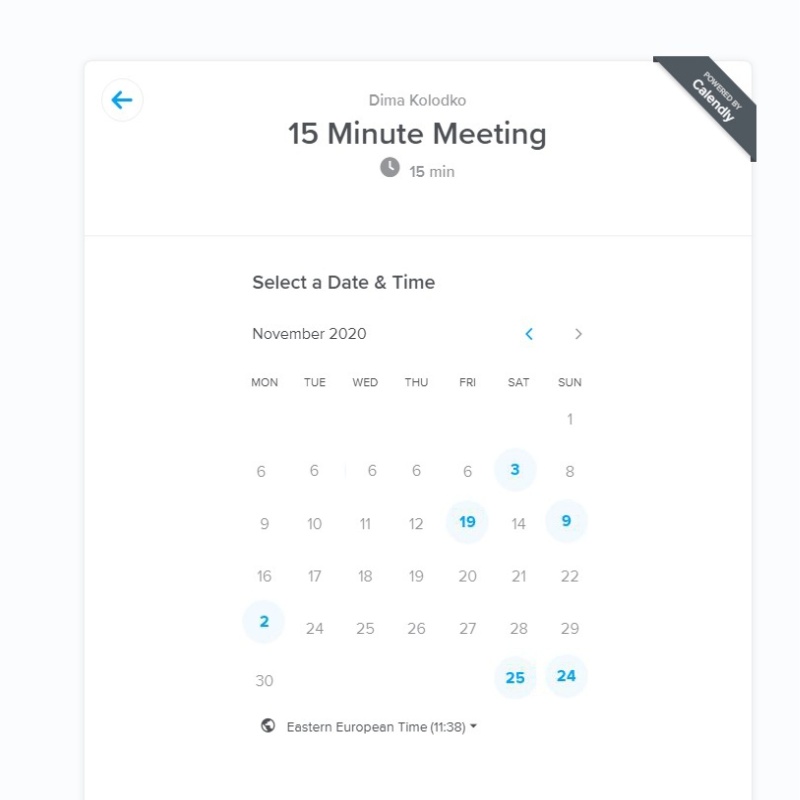 POWERED BY
Calendly
Dima Kolodko
15 Minute Meeting
15 min
Select a Date & Time
November 2020
MON TUE WED THU FRI SAT SUN
1
6 6 6 6 6 3 8
9 10 11 12 19 14 9
16 17 18 19 20 21 22
2 24 25 26 27 28 29
30 25 24
Eastern European Time (11:38)